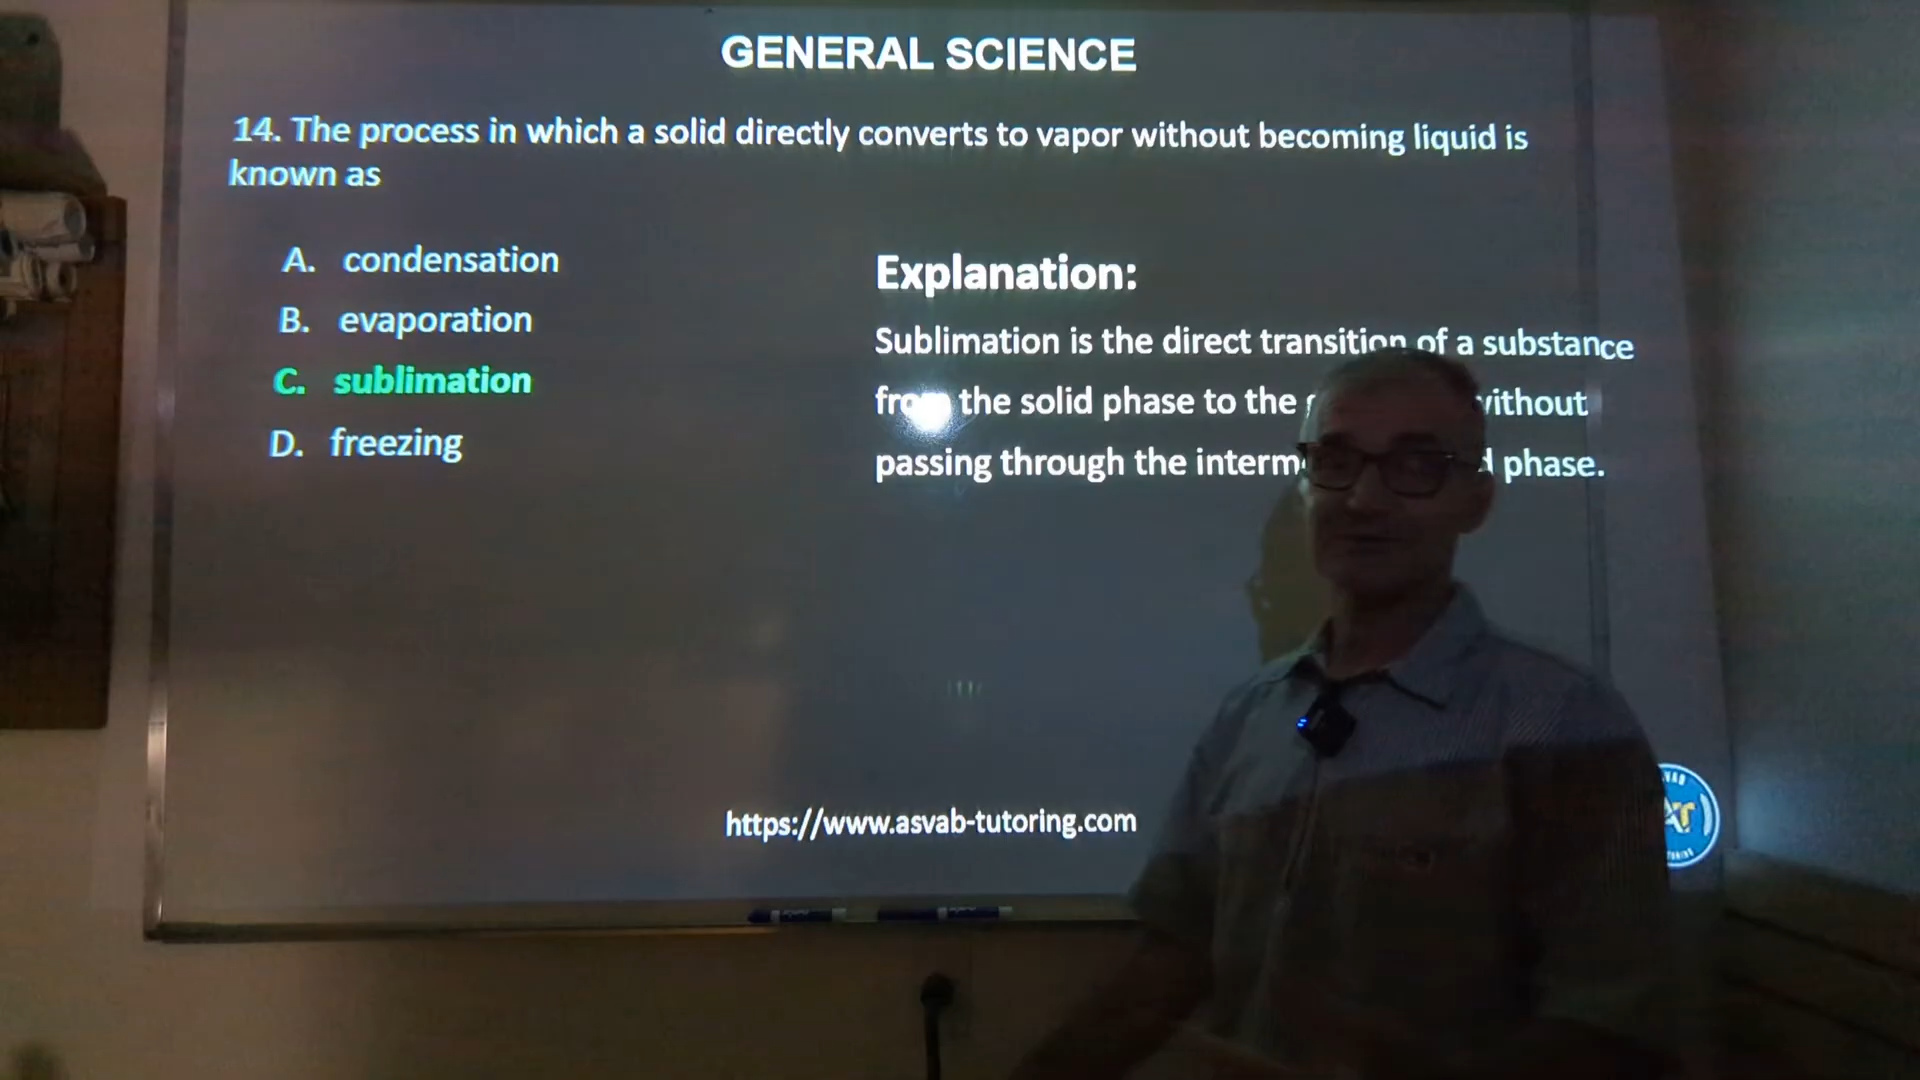 GENERAL SCIENCE
14. The process in which a solid directly converts to vapor without becoming liquid is
known as
A. condensation
B. evaporation
C. sublimation
D. freezing
Explanation:
Sublimation is the direct transition of a substance
the solid phase to the without
passing through the phase.
https://www.asvab-tutoring.com